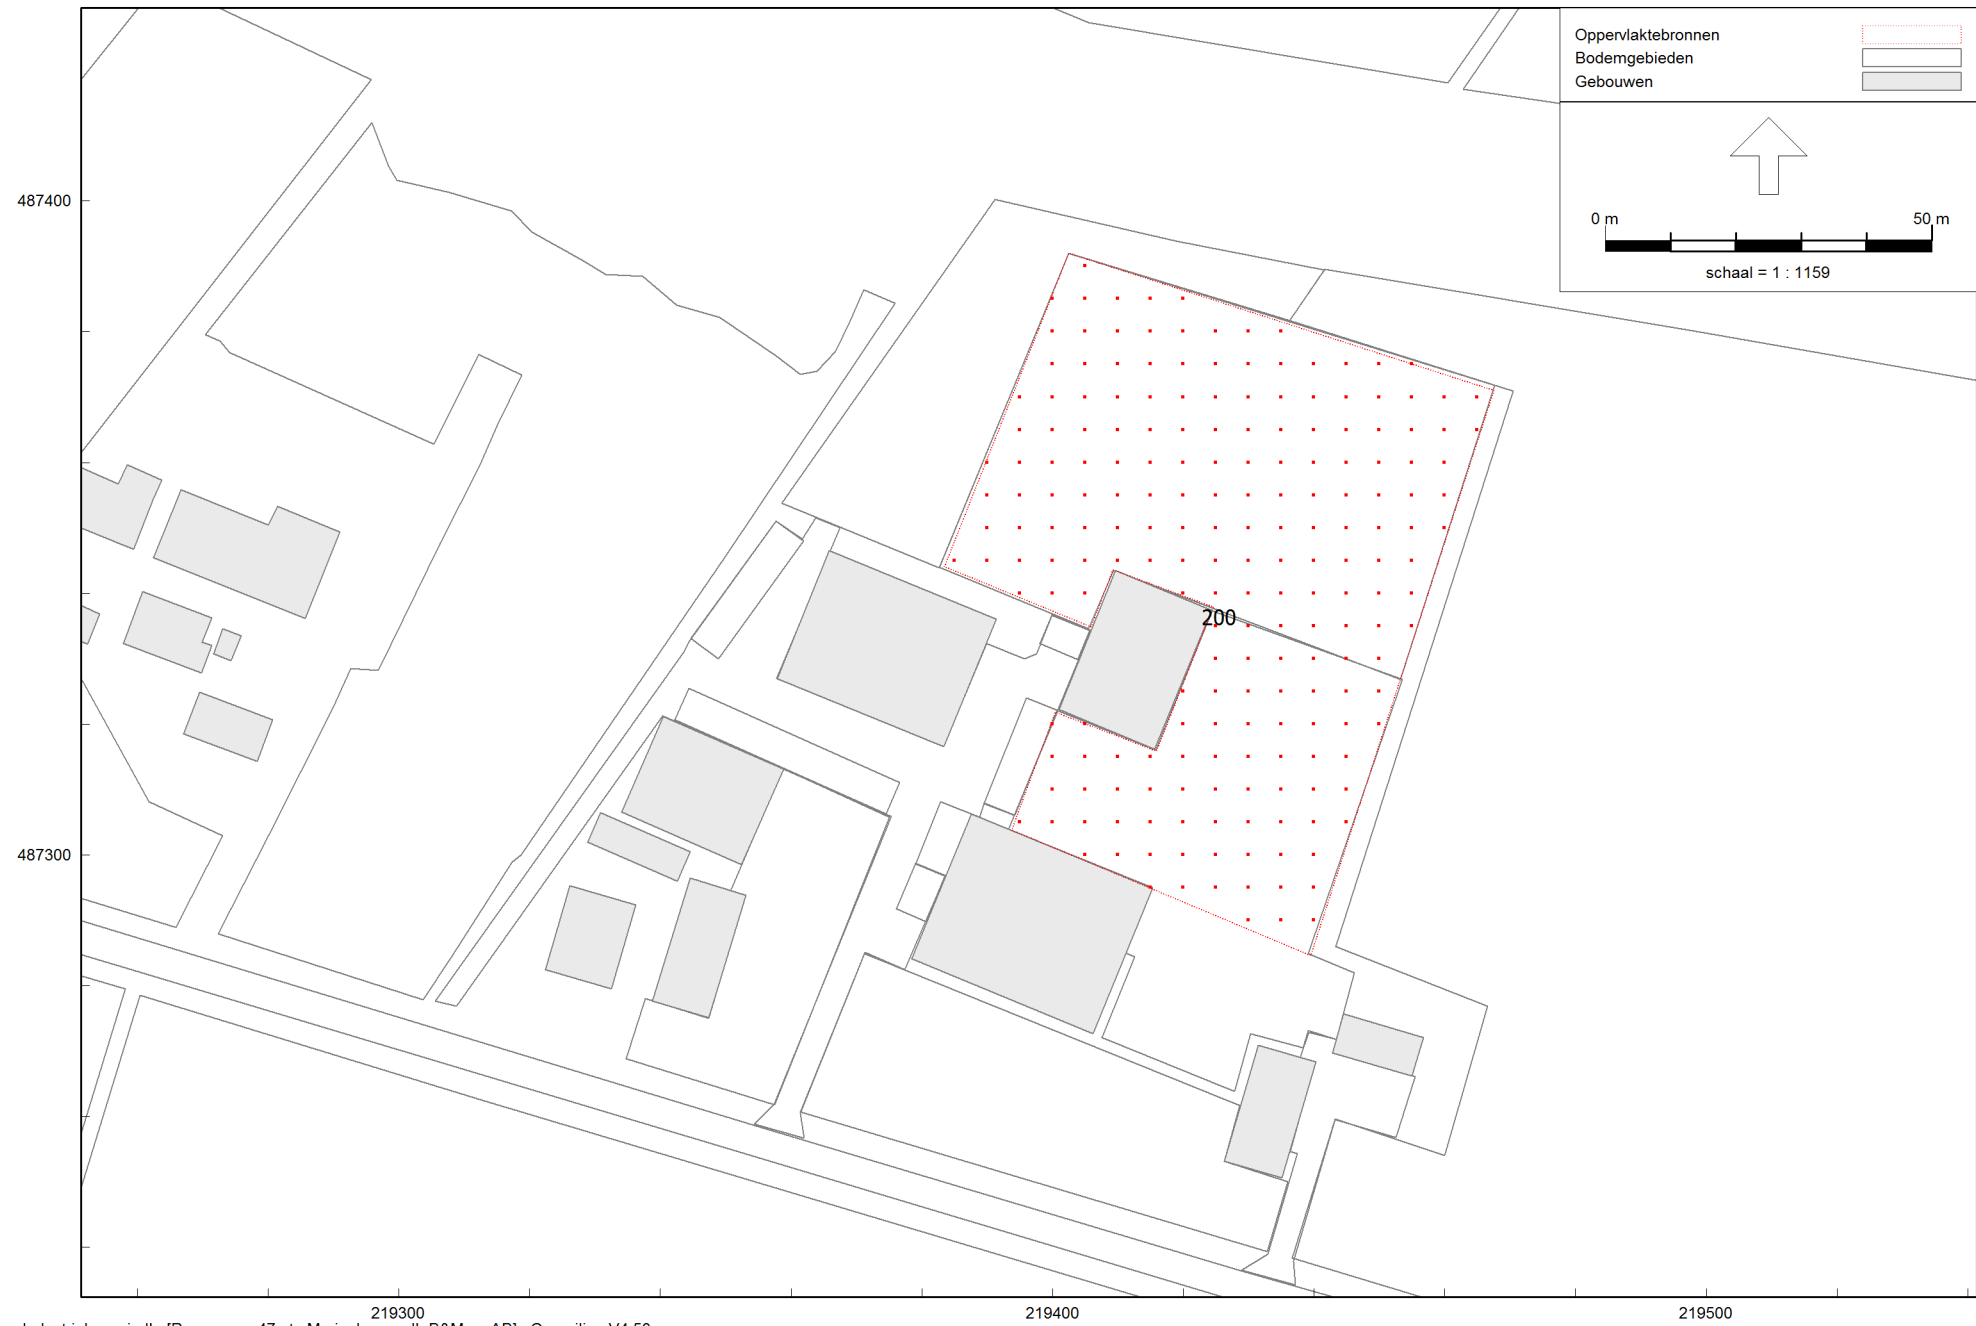 Oppervlaktebronnen
Bodemgebieden
Gebouwen
0 m 50 m
schaal = 1 : 1159
487400
200
487300
219300 219400 219500